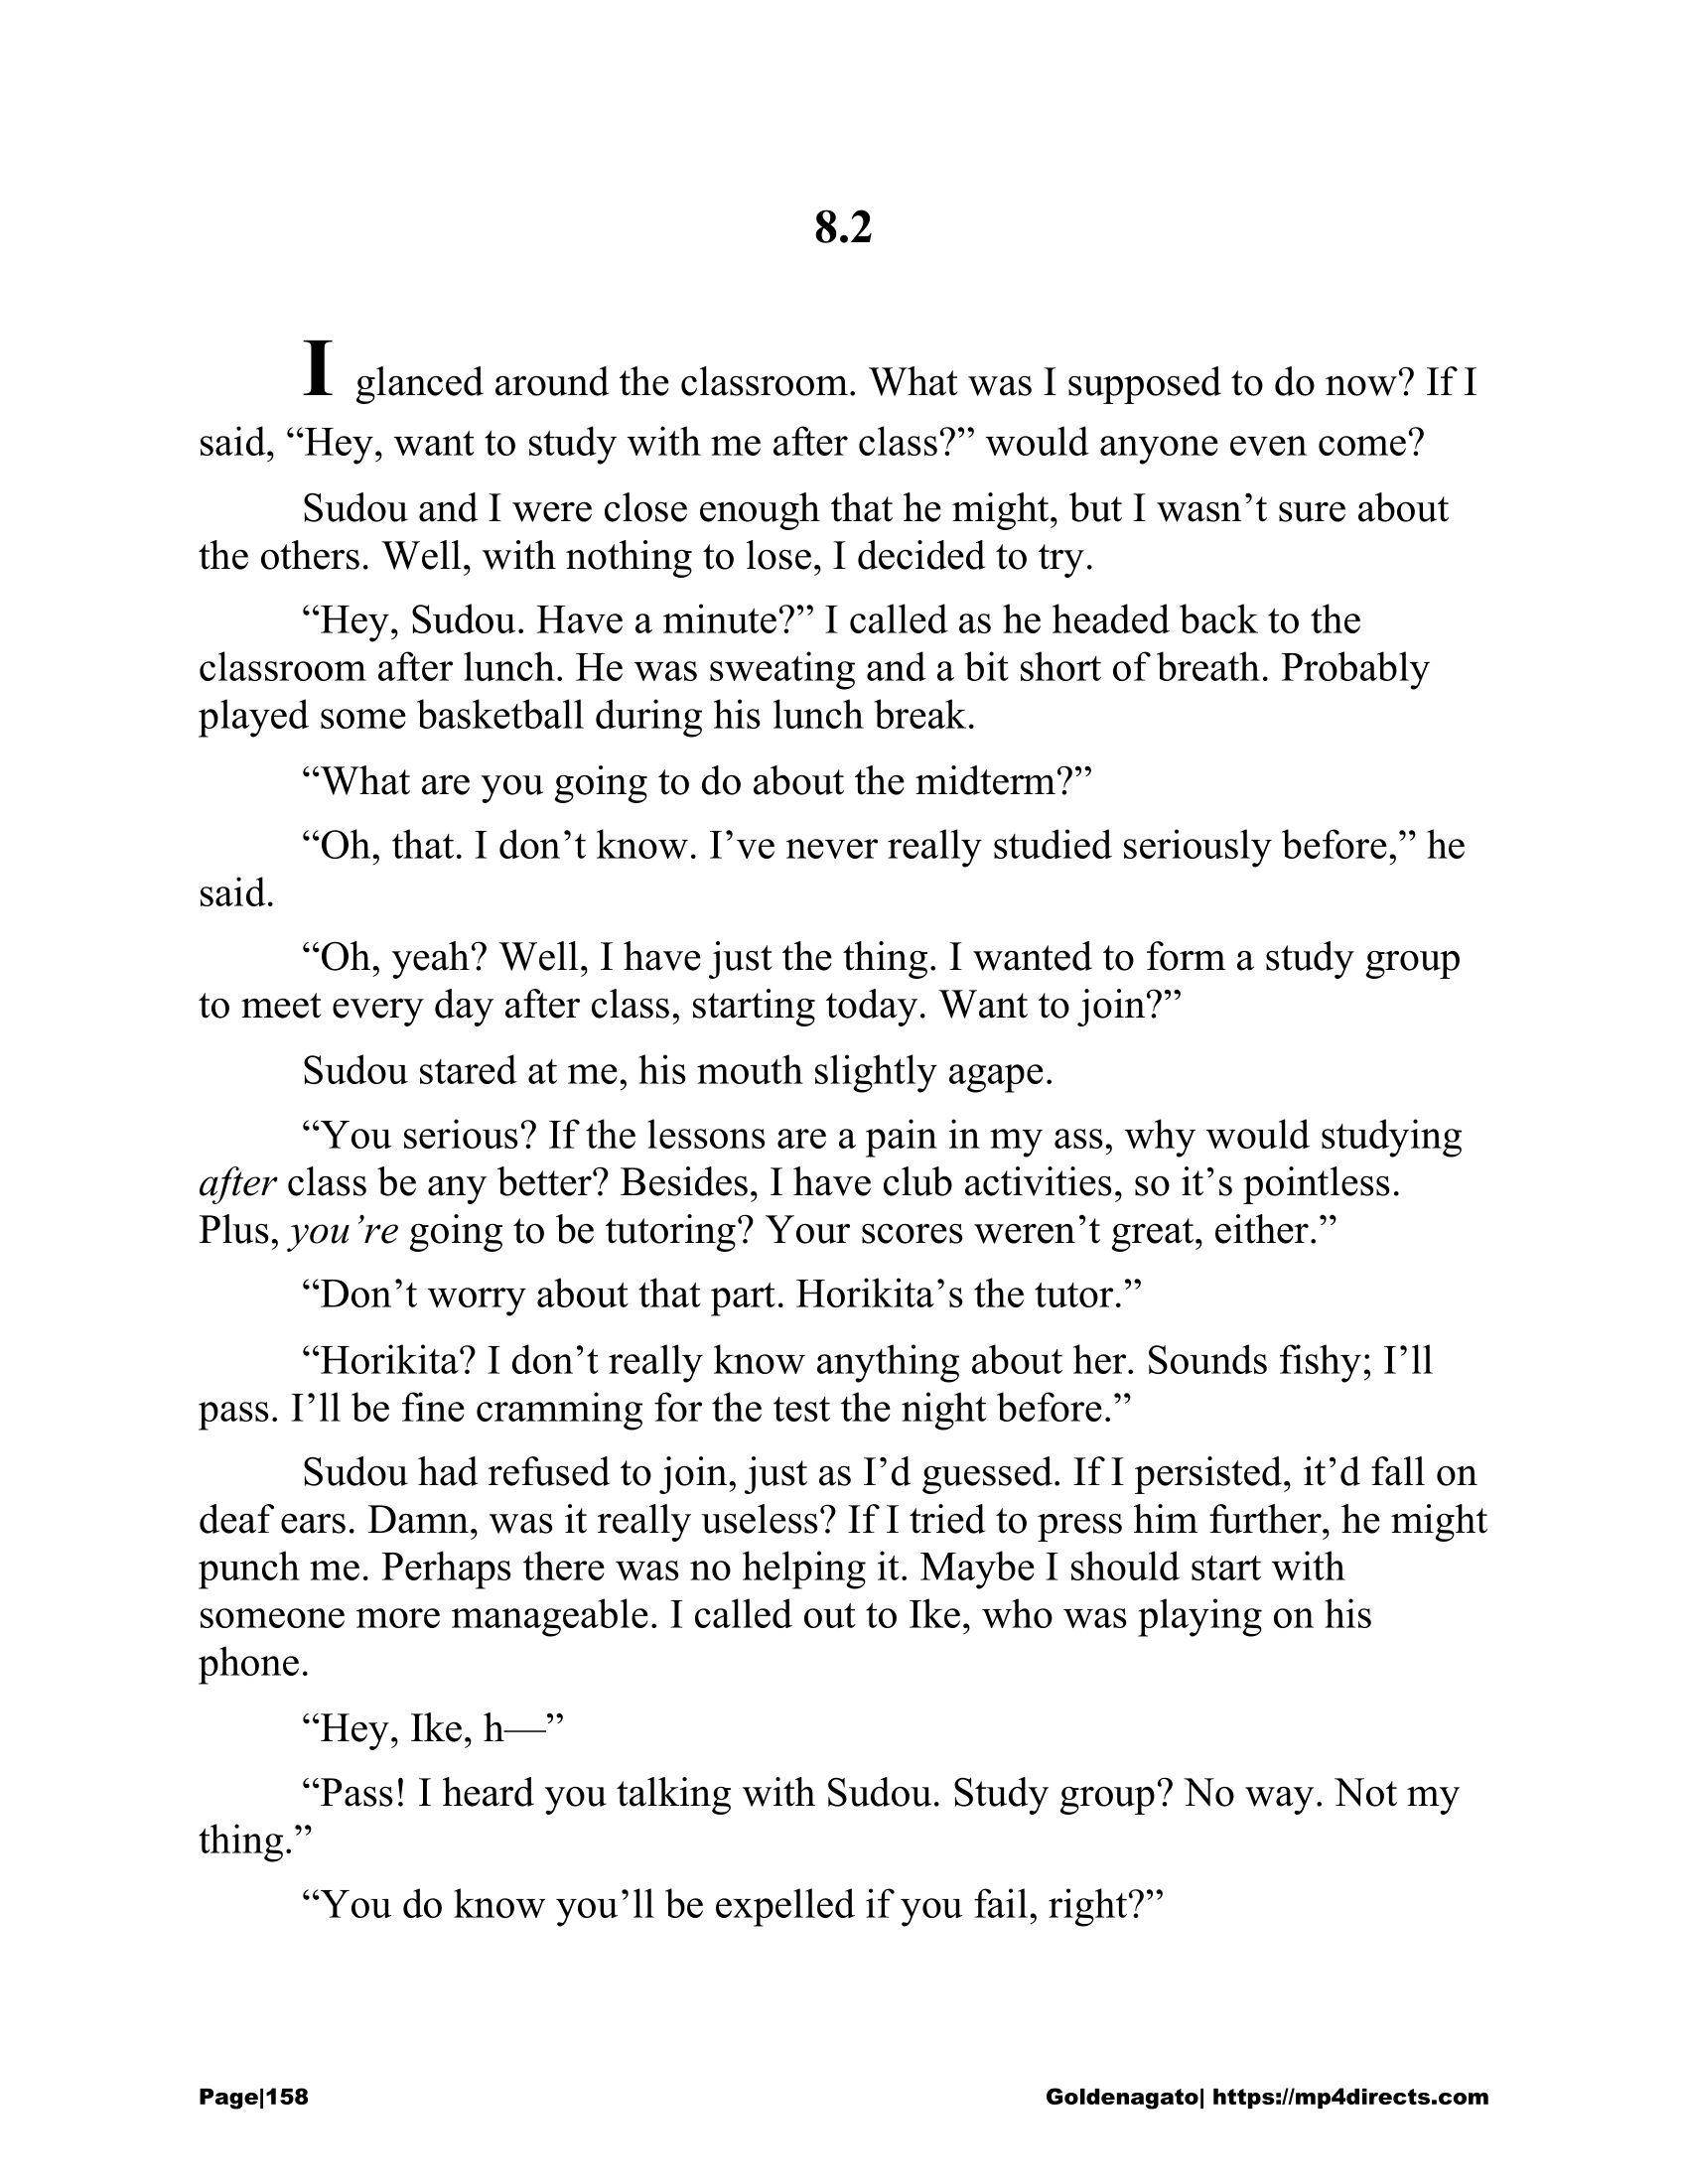 8.2
I glanced around the classroom. What was I supposed to do now? If I
said, “Hey, want to study with me after class?” would anyone even come?
Sudou and I were close enough that he might, but I wasn’t sure about
the others. Well, with nothing to lose, I decided to try.
“Hey, Sudou. Have a minute?” I called as he headed back to the
classroom after lunch. He was sweating and a bit short of breath. Probably
played some basketball during his lunch break.
“What are you going to do about the midterm?”
“Oh, that. I don’t know. I’ve never really studied seriously before,” he
said.
“Oh, yeah? Well, I have just the thing. I wanted to form a study group
to meet every day after class, starting today. Want to join?”
Sudou stared at me, his mouth slightly agape.
“You serious? If the lessons are a pain in my ass, why would studying
after class be any better? Besides, I have club activities, so it’s pointless.
Plus, you’re going to be tutoring? Your scores weren’t great, either.”
“Don’t worry about that part. Horikita’s the tutor.”
“Horikita? I don’t really know anything about her. Sounds fishy; I’ll
pass. I’ll be fine cramming for the test the night before.”
Sudou had refused to join, just as I’d guessed. If I persisted, it’d fall on
deaf ears. Damn, was it really useless? If I tried to press him further, he might
punch me. Perhaps there was no helping it. Maybe I should start with
someone more manageable. I called out to Ike, who was playing on his
phone.
“Hey, Ike, h—”
“Pass! I heard you talking with Sudou. Study group? No way. Not my
thing.”
“You do know you’ll be expelled if you fail, right?”
Page|158 Goldenagato| https://mp4directs.com